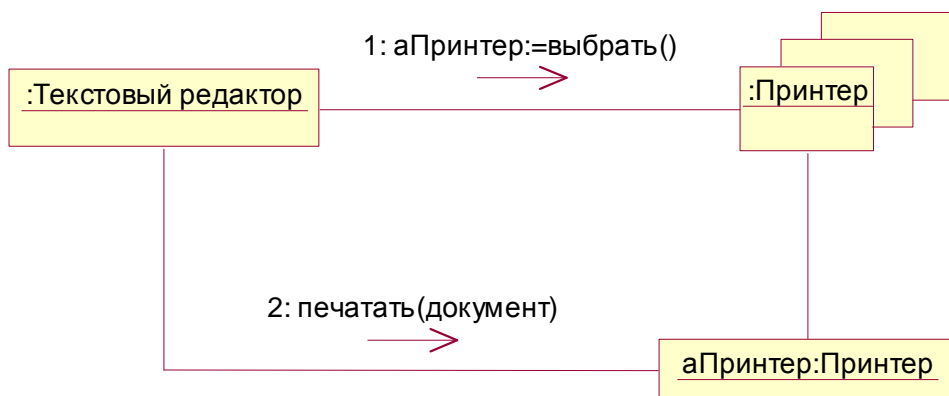 1: аПринтер:=выбрать()
:Текстовый редактор
:Принтер
2: печатать(документ)
аПринтер:Принтер